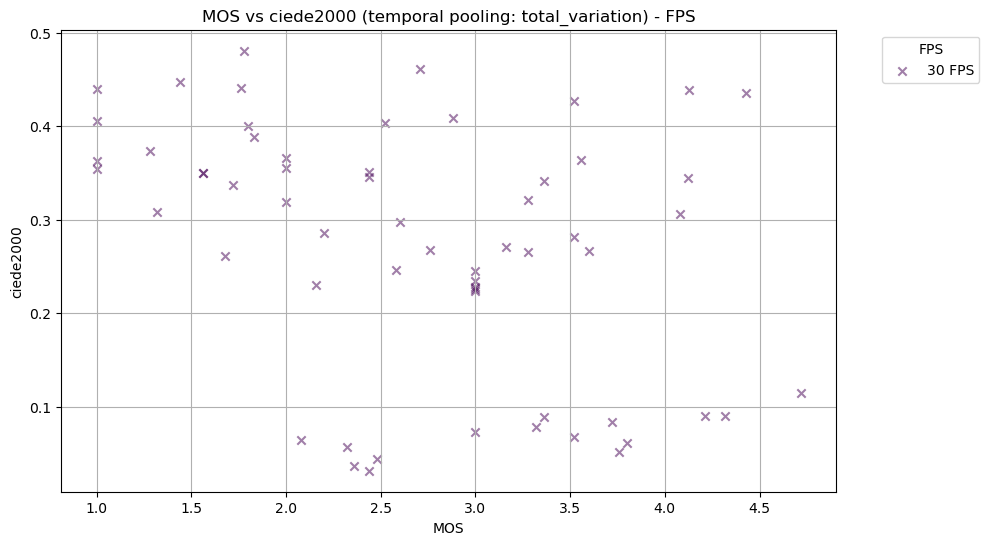 MOS vs ciede2000 (temporal pooling: total_variation) - FPS
FPS
30 FPS
0.5
0.4
0.3
0.2
0.1
ciede2000
1.0 1.5 2.0 2.5 3.0 3.5 4.0 4.5
MOS